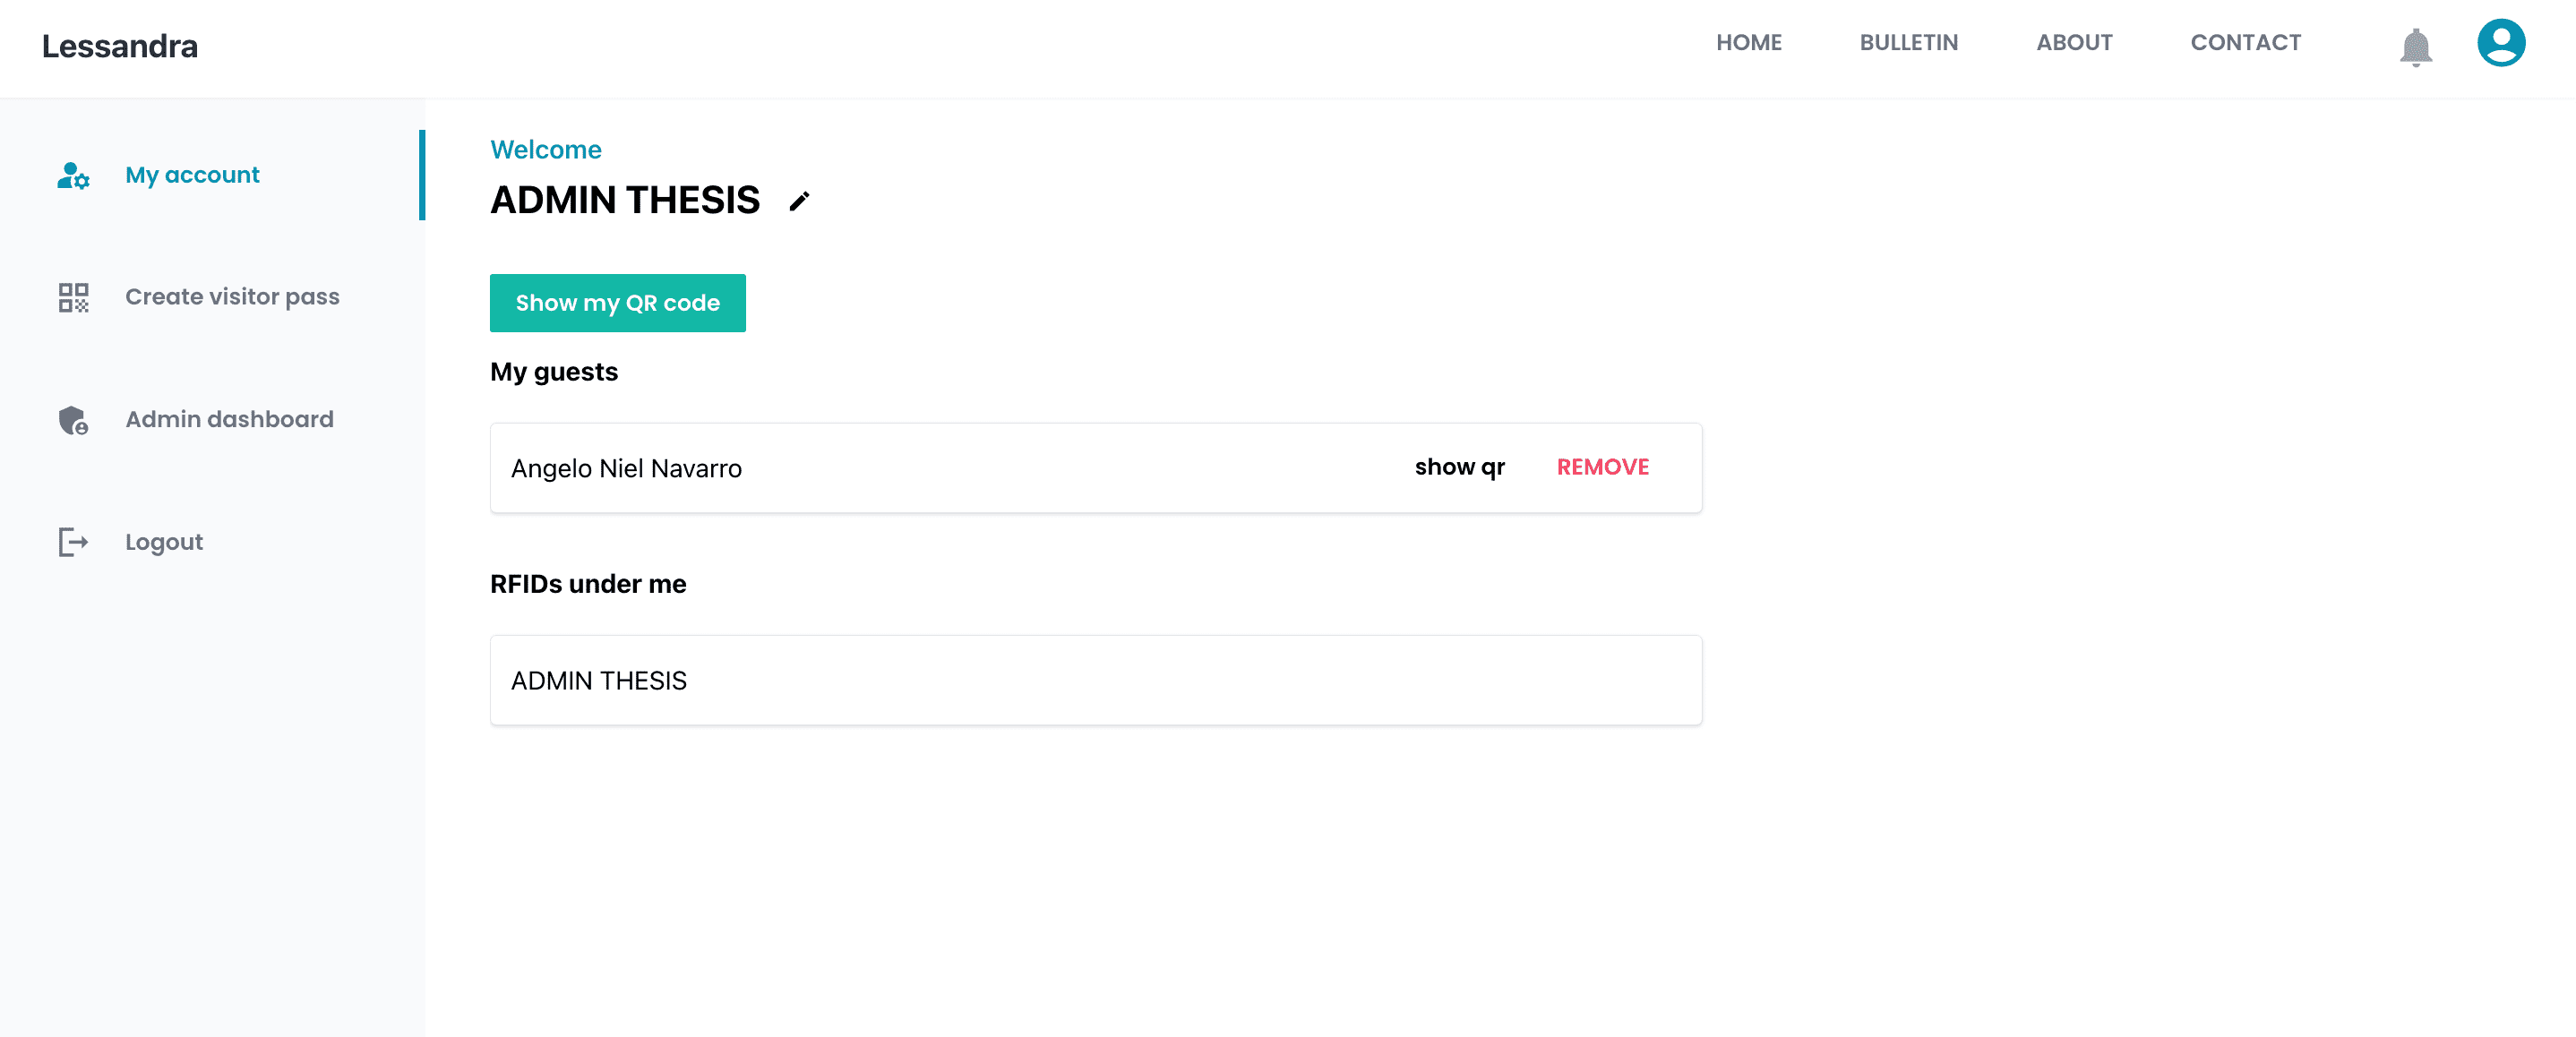 Lessandra
HOME BULLETIN ABOUT CONTACT
My account
Create visitor pass
Admin dashboard
Logout
Welcome
ADMIN THESIS
Show my QR code
My guests
Angelo Niel Navarro show qr REMOVE
RFIDs under me
ADMIN THESIS